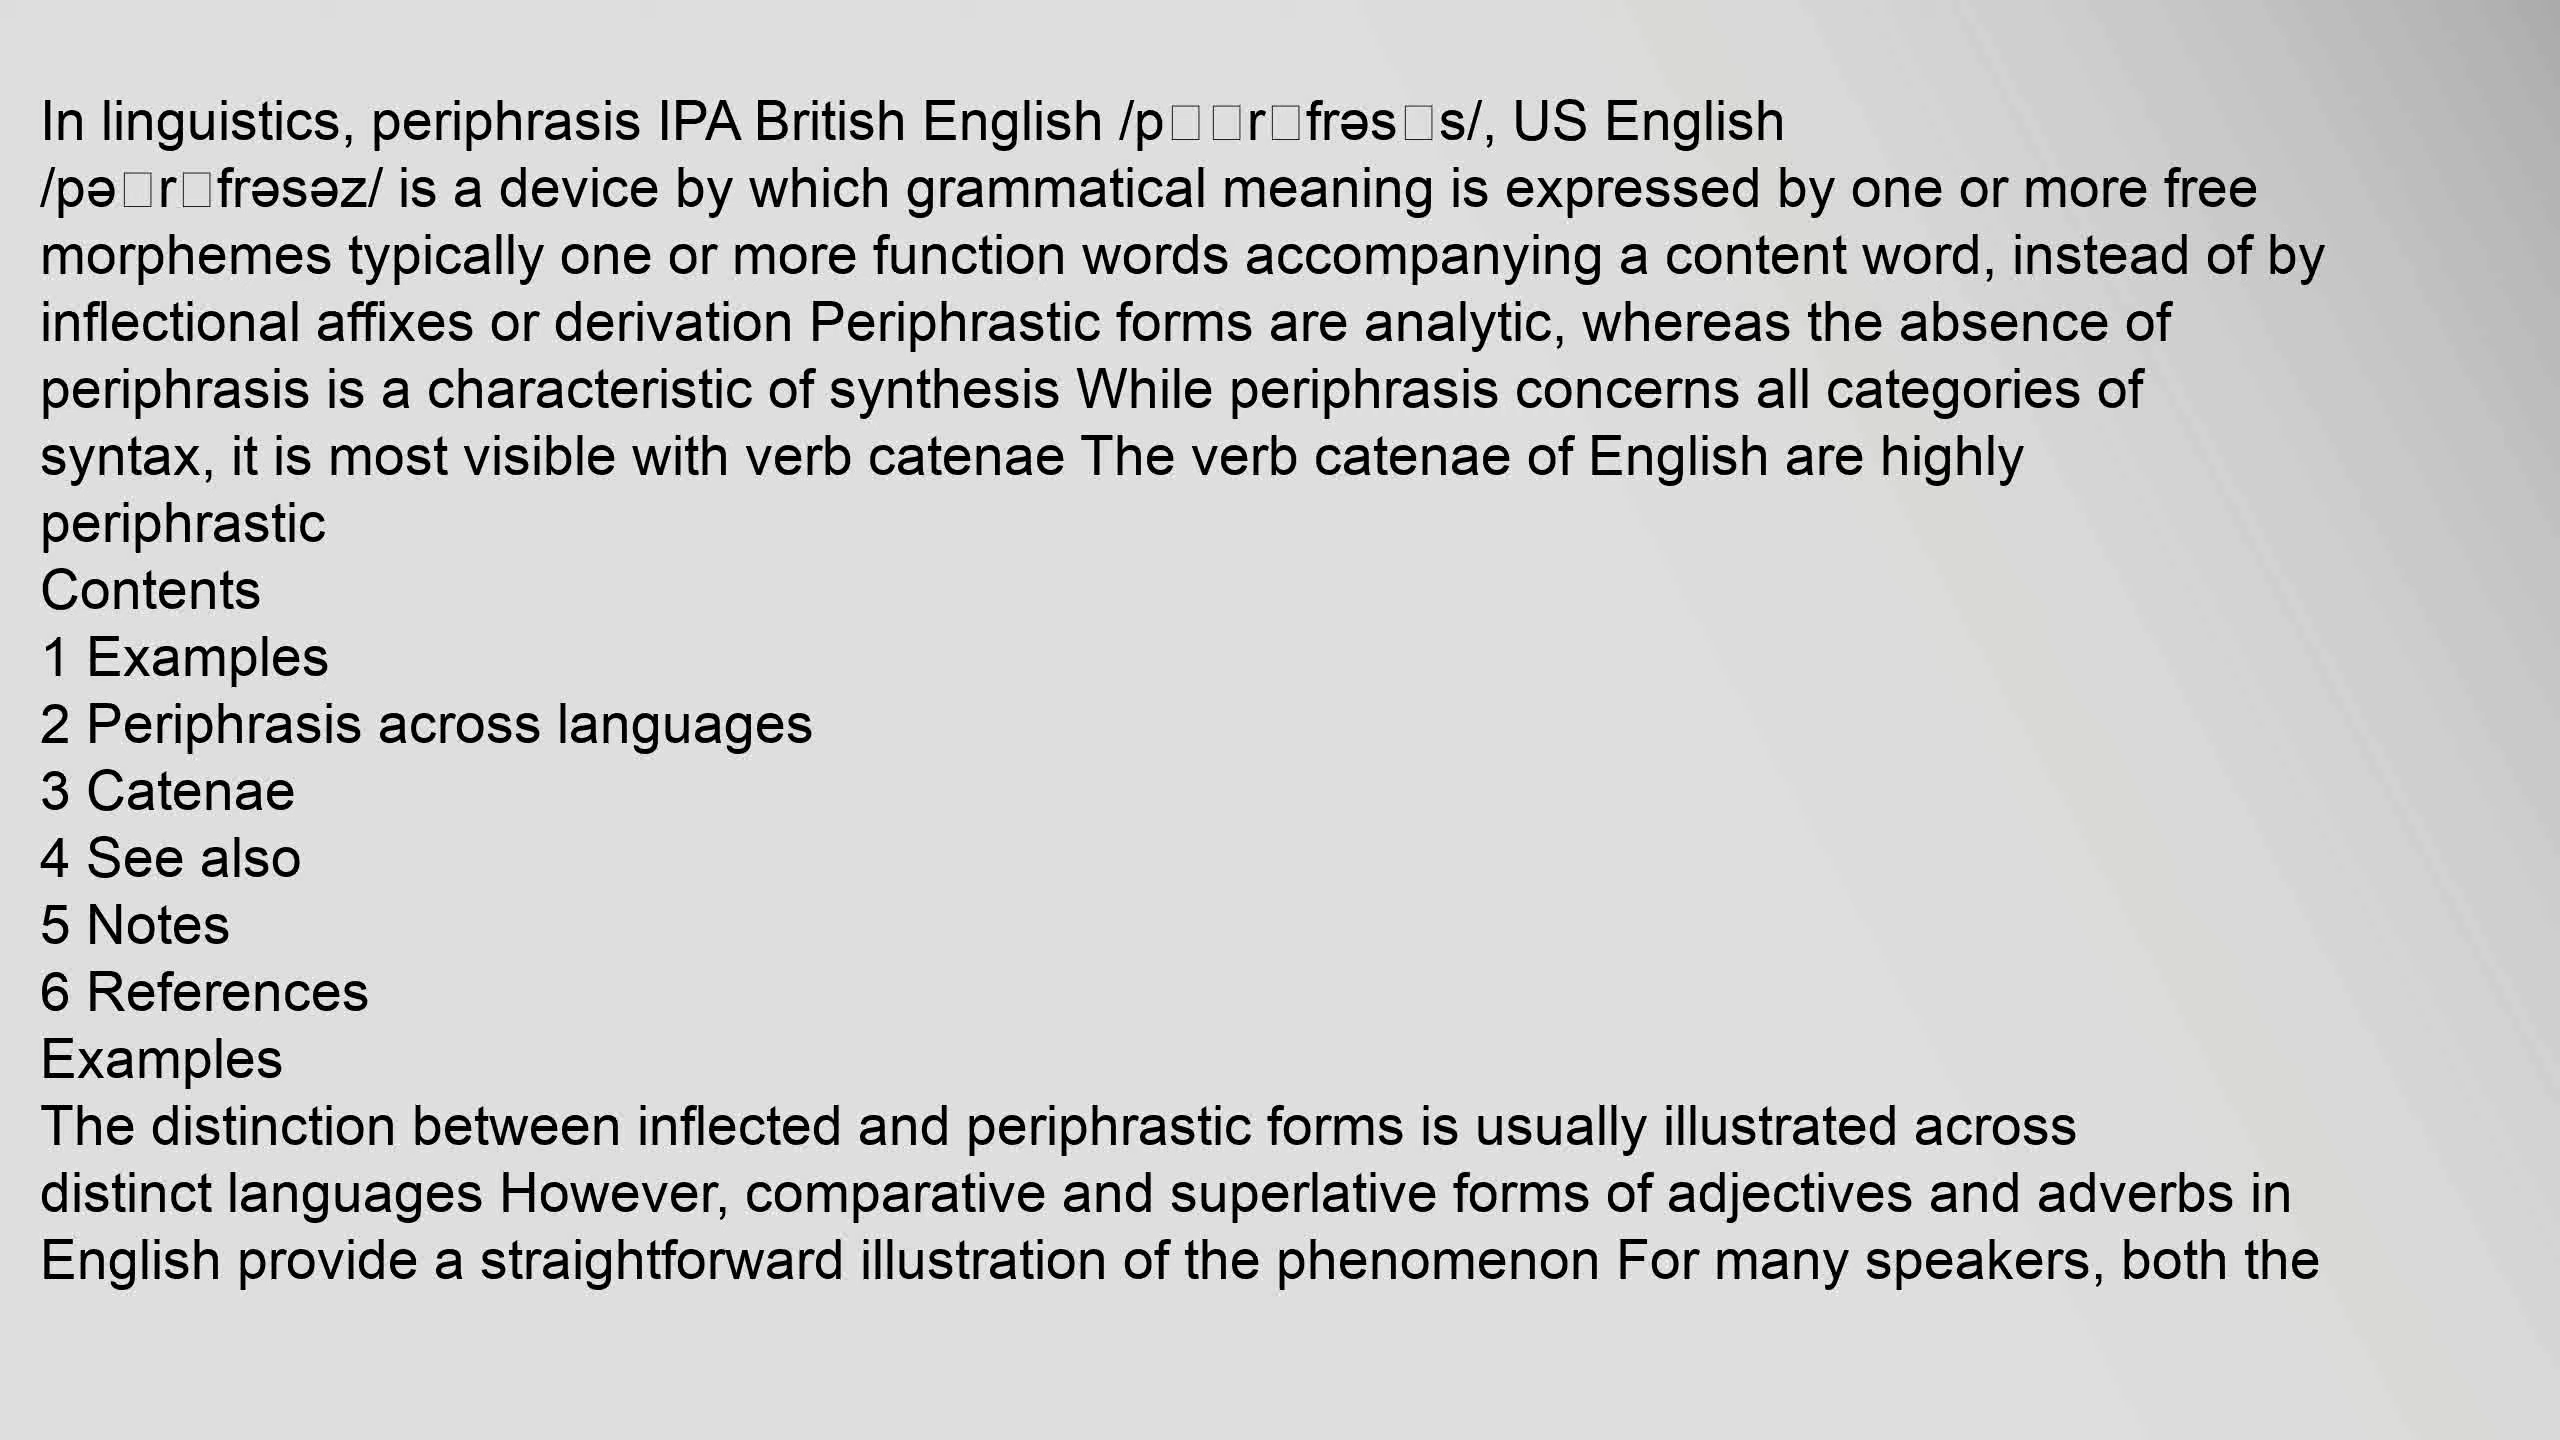 In linguistics, periphrasis IPA British English /p□□r□frəs□s/, US English
/pə□r□frəsəz/ is a device by which grammatical meaning is expressed by one or more free
morphemes typically one or more function words accompanying a content word, instead of by
inflectional affixes or derivation Periphrastic forms are analytic, whereas the absence of
periphrasis is a characteristic of synthesis While periphrasis concerns all categories of
syntax, it is most visible with verb catenae The verb catenae of English are highly
periphrastic
Contents
1 Examples
2 Periphrasis across languages
3 Catenae
4 See also
5 Notes
6 References
Examples
The distinction between inflected and periphrastic forms is usually illustrated across
distinct languages However, comparative and superlative forms of adjectives and adverbs in
English provide a straightforward illustration of the phenomenon For many speakers, both the